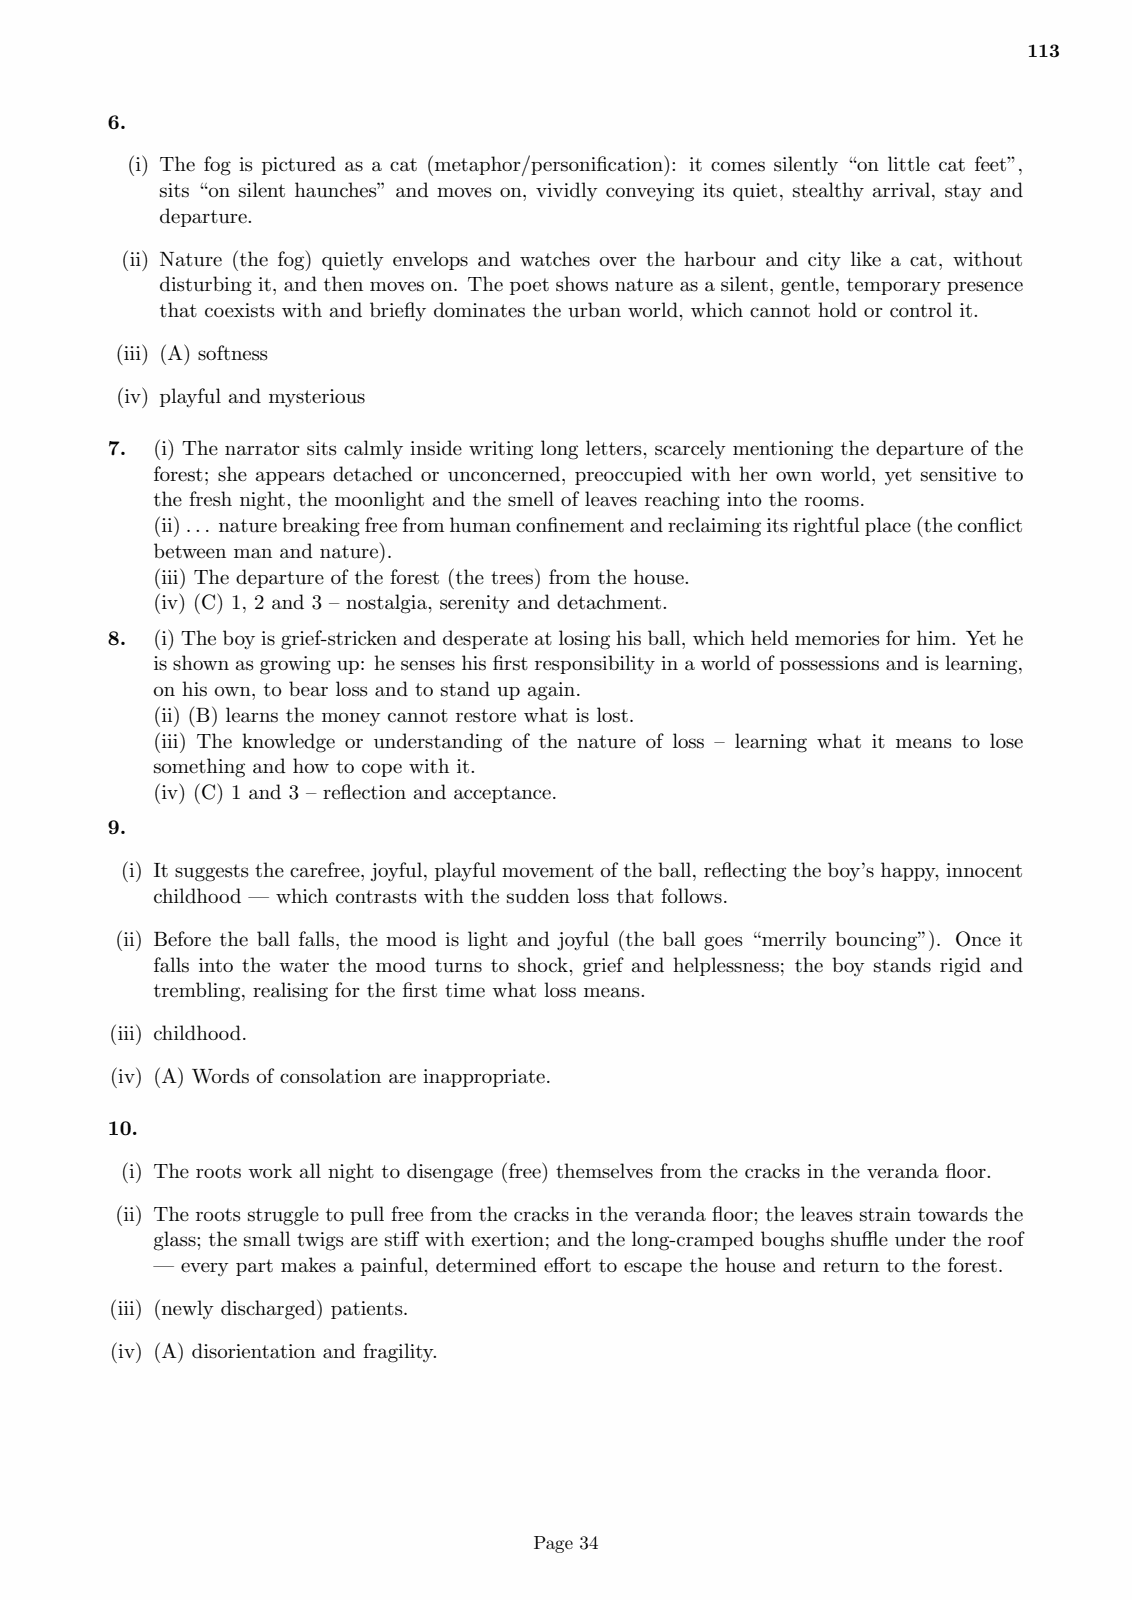 113
6.
(i) The fog is pictured as a cat (metaphor/personification): it comes silently “on little cat feet”,
sits “on silent haunches” and moves on, vividly conveying its quiet, stealthy arrival, stay and
departure.
(ii) Nature (the fog) quietly envelops and watches over the harbour and city like a cat, without
disturbing it, and then moves on. The poet shows nature as a silent, gentle, temporary presence
that coexists with and briefly dominates the urban world, which cannot hold or control it.
(iii) (A) softness
(iv) playful and mysterious
7. (i) The narrator sits calmly inside writing long letters, scarcely mentioning the departure of the
forest; she appears detached or unconcerned, preoccupied with her own world, yet sensitive to
the fresh night, the moonlight and the smell of leaves reaching into the rooms.
(ii) . . . nature breaking free from human confinement and reclaiming its rightful place (the conflict
between man and nature).
(iii) The departure of the forest (the trees) from the house.
(iv) (C) 1, 2 and 3 – nostalgia, serenity and detachment.
8. (i) The boy is grief-stricken and desperate at losing his ball, which held memories for him. Yet he
is shown as growing up: he senses his first responsibility in a world of possessions and is learning,
on his own, to bear loss and to stand up again.
(ii) (B) learns the money cannot restore what is lost.
(iii) The knowledge or understanding of the nature of loss – learning what it means to lose
something and how to cope with it.
(iv) (C) 1 and 3 – reflection and acceptance.
9.
(i) It suggests the carefree, joyful, playful movement of the ball, reflecting the boy’s happy, innocent
childhood — which contrasts with the sudden loss that follows.
(ii) Before the ball falls, the mood is light and joyful (the ball goes “merrily bouncing”). Once it
falls into the water the mood turns to shock, grief and helplessness; the boy stands rigid and
trembling, realising for the first time what loss means.
(iii) childhood.
(iv) (A) Words of consolation are inappropriate.
10.
(i) The roots work all night to disengage (free) themselves from the cracks in the veranda floor.
(ii) The roots struggle to pull free from the cracks in the veranda floor; the leaves strain towards the
glass; the small twigs are stiff with exertion; and the long-cramped boughs shuffle under the roof
— every part makes a painful, determined effort to escape the house and return to the forest.
(iii) (newly discharged) patients.
(iv) (A) disorientation and fragility.
Page 34